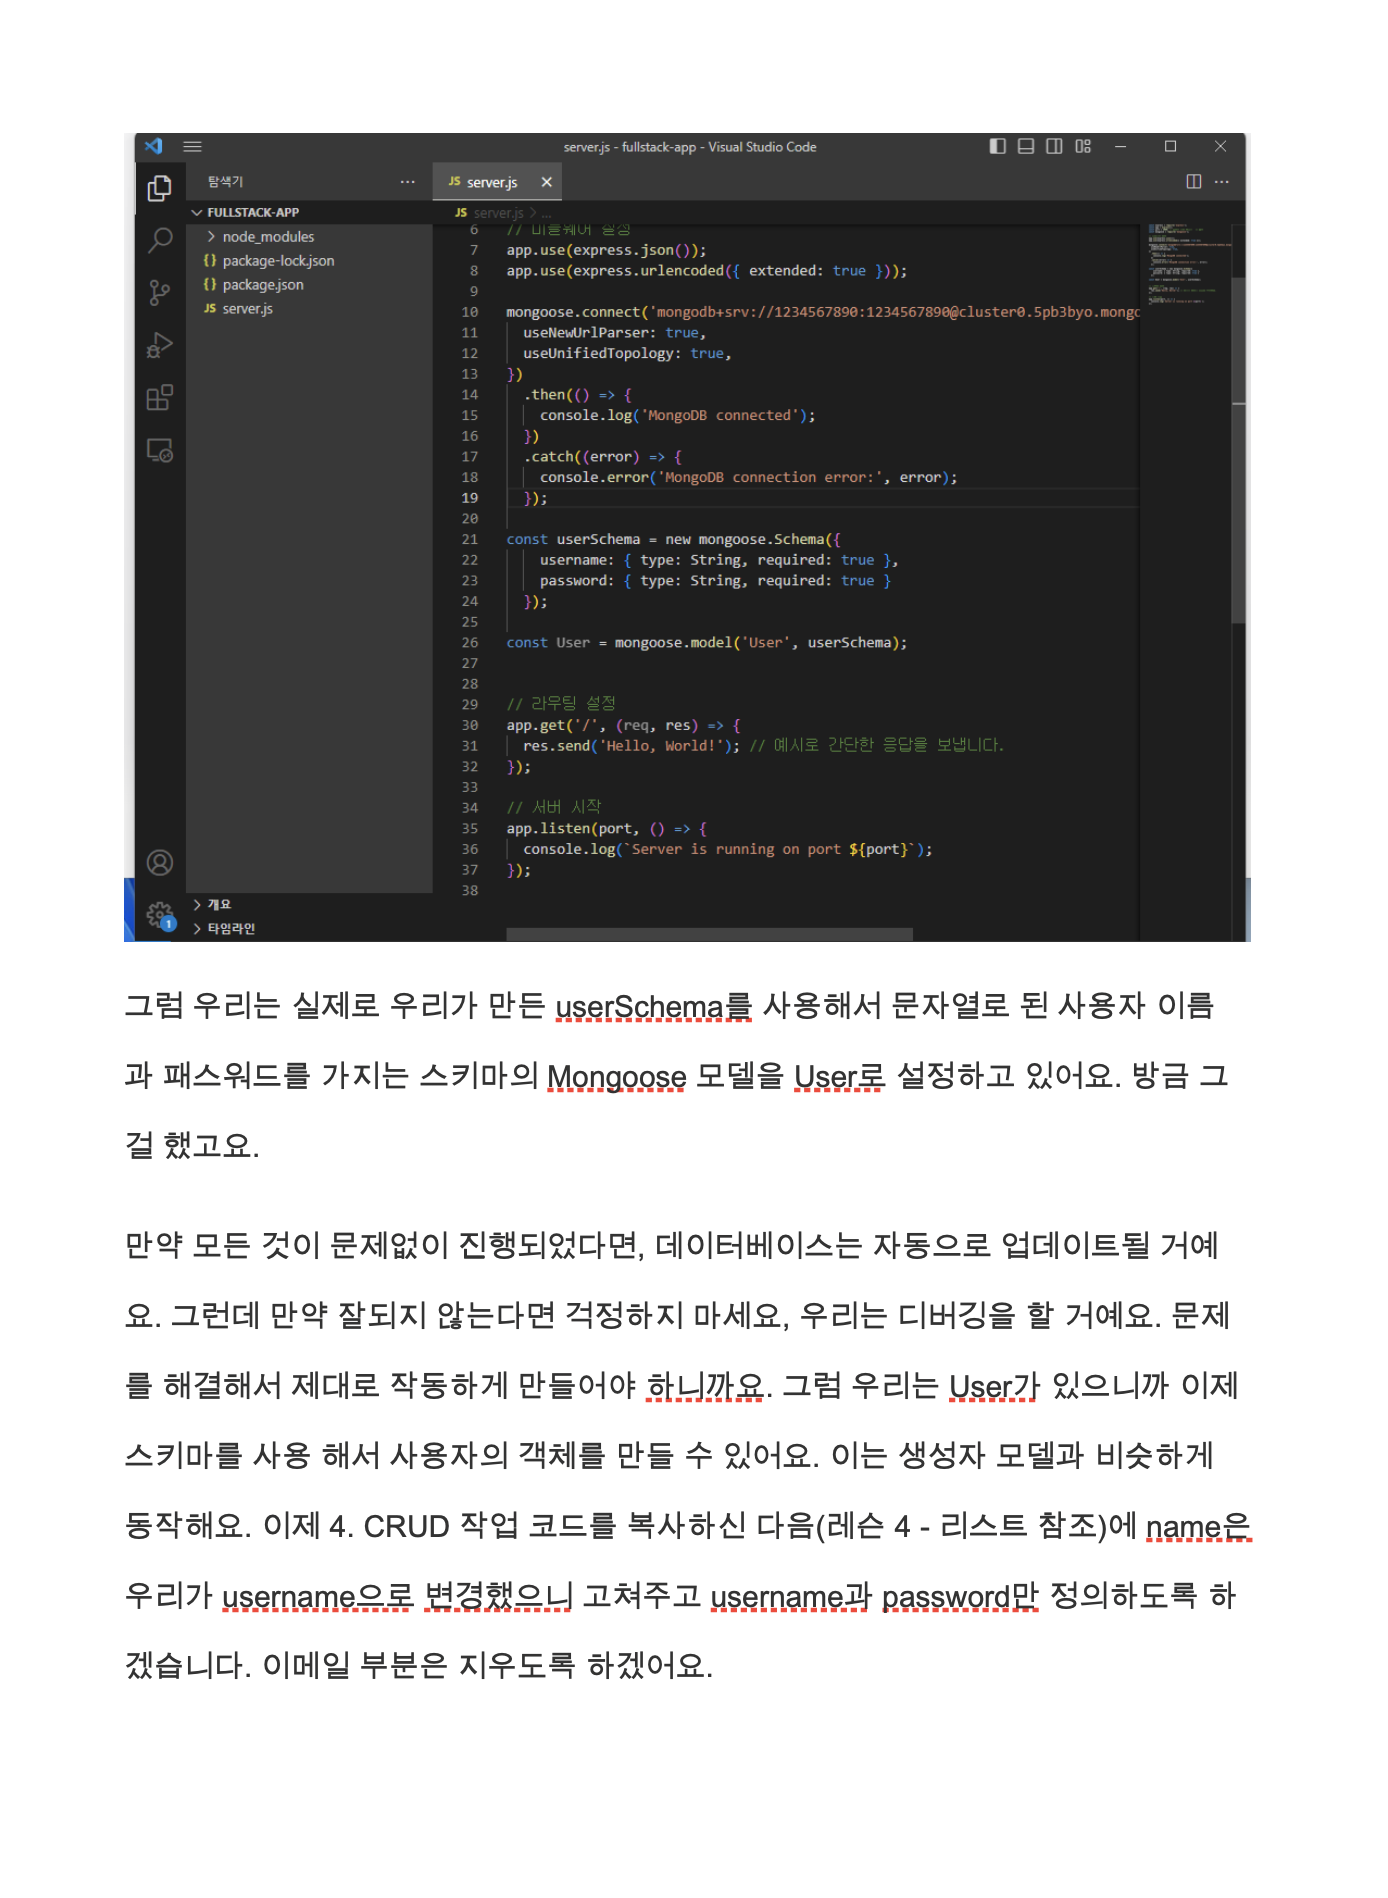 server.js - fullstack-app - Visual Studio Code
탐색기
JS server.js
FULLSTACK-APP
JS server.js > ...
node_modules
{} package-lock.json
{} package.json
JS server.js
6 // 미들웨어 설정
7 app.use(express.json());
8 app.use(express.urlencoded({ extended: true }));
9
10 mongoose.connect('mongodb+srv://1234567890:1234567890@cluster0.5pb3byo.mongo
11 useNewUrlParser: true,
12 useUnifiedTopology: true,
13 })
14 .then(() => {
15 console.log('MongoDB connected');
16 })
17 .catch((error) => {
18 console.error('MongoDB connection error:', error);
19 });
20
21 const userSchema = new mongoose.Schema({
22 username: { type: String, required: true },
23 password: { type: String, required: true }
24 });
25
26 const User = mongoose.model('User', userSchema);
27
28
29 // 라우팅 설정
30 app.get('/', (req, res) => {
31 res.send('Hello, World!'); // 예시로 간단한 응답을 보냅니다.
32 });
33
34 // 서버 시작
35 app.listen(port, () => {
36 console.log(`Server is running on port ${port}`);
37 });
38
개요
1
타임라인
그럼 우리는 실제로 우리가 만든 userSchema를 사용해서 문자열로 된 사용자 이름
과 패스워드를 가지는 스키마의 Mongoose 모델을 User로 설정하고 있어요. 방금 그
걸 했고요.
만약 모든 것이 문제없이 진행되었다면, 데이터베이스는 자동으로 업데이트될 거예
요. 그런데 만약 잘되지 않는다면 걱정하지 마세요, 우리는 디버깅을 할 거예요. 문제
를 해결해서 제대로 작동하게 만들어야 하니까요. 그럼 우리는 User가 있으니까 이제
스키마를 사용 해서 사용자의 객체를 만들 수 있어요. 이는 생성자 모델과 비슷하게
동작해요. 이제 4. CRUD 작업 코드를 복사하신 다음(레슨 4 - 리스트 참조)에 name은
우리가 username으로 변경했으니 고쳐주고 username과 password만 정의하도록 하
겠습니다. 이메일 부분은 지우도록 하겠어요.